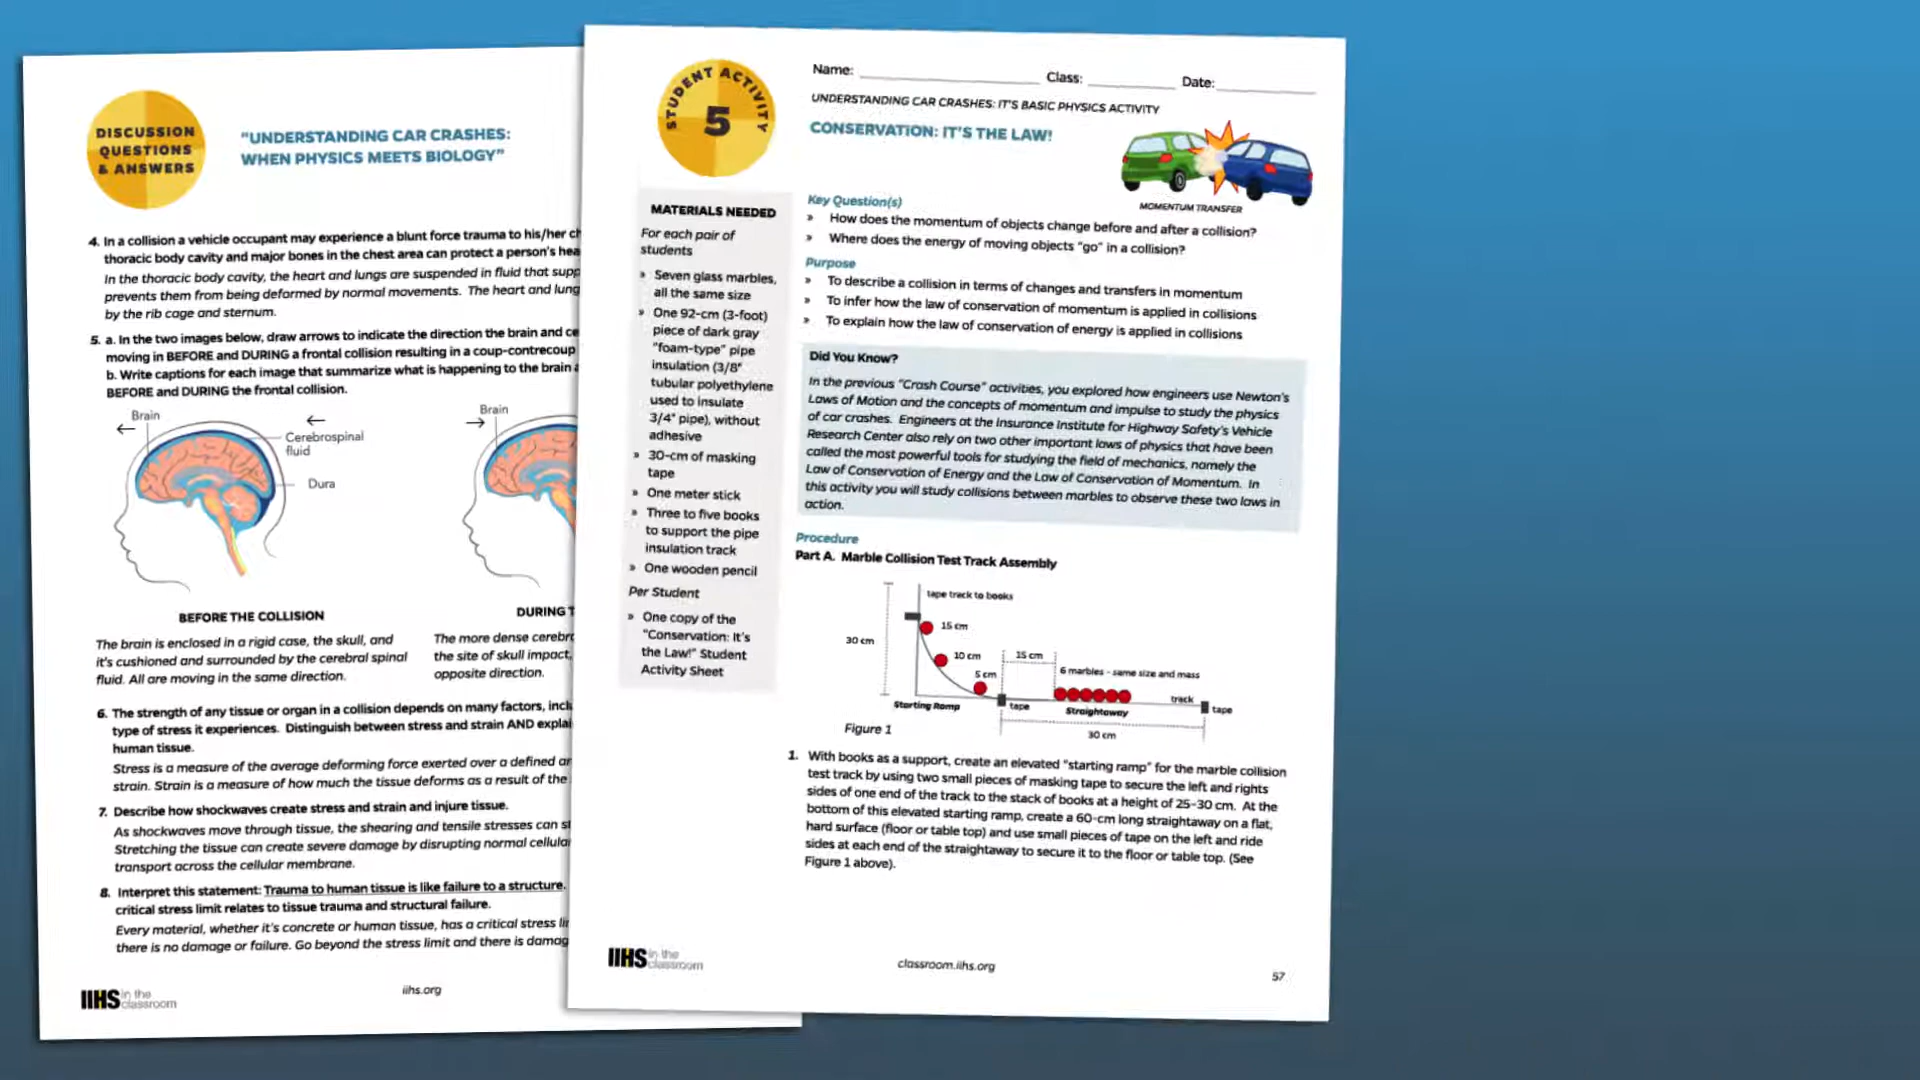 DISCUSSION
QUESTIONS
& ANSWERS
"UNDERSTANDING CAR CRASHES:
WHEN PHYSICS MEETS BIOLOGY"
4. In a collision a vehicle occupant may experience a blunt force trauma to his/her
thoracic body cavity and major bones in the chest area can protect a person's
In the thoracic body cavity, the heart and lungs are suspended in fluid that
prevents them from being deformed by normal movements. The heart and lung
by the rib cage and sternum.
5. a. In the two images below, draw arrows to indicate the direction the brain and
moving in BEFORE and DURING a frontal collision resulting in a coup-contrecoup
b. Write captions for each image that summarize what is happening to the brain
BEFORE and DURING the frontal collision.
Brain
Cerebrospinal
fluid
Dura
Brain
BEFORE THE COLLISION
The brain is enclosed in a rigid case, the skull, and
it's cushioned and surrounded by the cerebral spinal
fluid. All are moving in the same direction.
DURING
The more dense
the site of skull impact,
opposite direction.
6. The strength of any tissue or organ in a collision depends on many factors,
type of stress it experiences. Distinguish between stress and strain AND
human tissue.
Stress is a measure of the average deforming force exerted over a defined
strain. Strain is a measure of how much the tissue deforms as a result of the
7. Describe how shockwaves create stress and strain and injure tissue.
As shockwaves move through tissue, the shearing and tensile stresses can
Stretching the tissue can create severe damage by disrupting normal
transport across the cellular membrane.
8. Interpret this statement: Trauma to human tissue is like failure to a structure.
critical stress limit relates to tissue trauma and structural failure.
Every material, whether it's concrete or human tissue, has a critical stress
there is no damage or failure. Go beyond the stress limit and there is
IIHS in the classroom
iihs.org
STUDENT ACTIVITY
5
Name: Class: Date:
UNDERSTANDING CAR CRASHES: IT'S BASIC PHYSICS ACTIVITY
CONSERVATION: IT'S THE LAW!
MOMENTUM TRANSFER
MATERIALS NEEDED
For each pair of
students
» Seven glass marbles,
all the same size
» One 92-cm (3-foot)
piece of dark gray
"foam-type" pipe
insulation (3/8"
tubular polyethylene
used to insulate
3/4" pipe), without
adhesive
» 30-cm of masking
tape
» One meter stick
» Three to five books
to support the pipe
insulation track
» One wooden pencil
Per Student
» One copy of the
"Conservation: It's
the Law!" Student
Activity Sheet
Key Question(s)
» How does the momentum of objects change before and after a collision?
» Where does the energy of moving objects "go" in a collision?
Purpose
» To describe a collision in terms of changes and transfers in momentum
» To infer how the law of conservation of momentum is applied in collisions
» To explain how the law of conservation of energy is applied in collisions
Did You Know?
In the previous "Crash Course" activities, you explored how engineers use Newton's
Laws of Motion and the concepts of momentum and impulse to study the physics
of car crashes. Engineers at the Insurance Institute for Highway Safety's Vehicle
Research Center also rely on two other important laws of physics that have been
called the most powerful tools for studying the field of mechanics, namely the
Law of Conservation of Energy and the Law of Conservation of Momentum. In
this activity you will study collisions between marbles to observe these two laws in
action.
Procedure
Part A. Marble Collision Test Track Assembly
tape track to books
30 cm
15 cm
10 cm
5 cm
15 cm
6 marbles - same size and mass
Starting Ramp
tape
Straightaway
track
tape
30 cm
Figure 1
1. With books as a support, create an elevated "starting ramp" for the marble collision
test track by using two small pieces of masking tape to secure the left and rights
sides of one end of the track to the stack of books at a height of 25-30 cm. At the
bottom of this elevated starting ramp, create a 60-cm long straightaway on a flat,
hard surface (floor or table top) and use small pieces of tape on the left and ride
sides at each end of the straightaway to secure it to the floor or table top. (See
Figure 1 above).
IIHS in the classroom
classroom.iihs.org
57